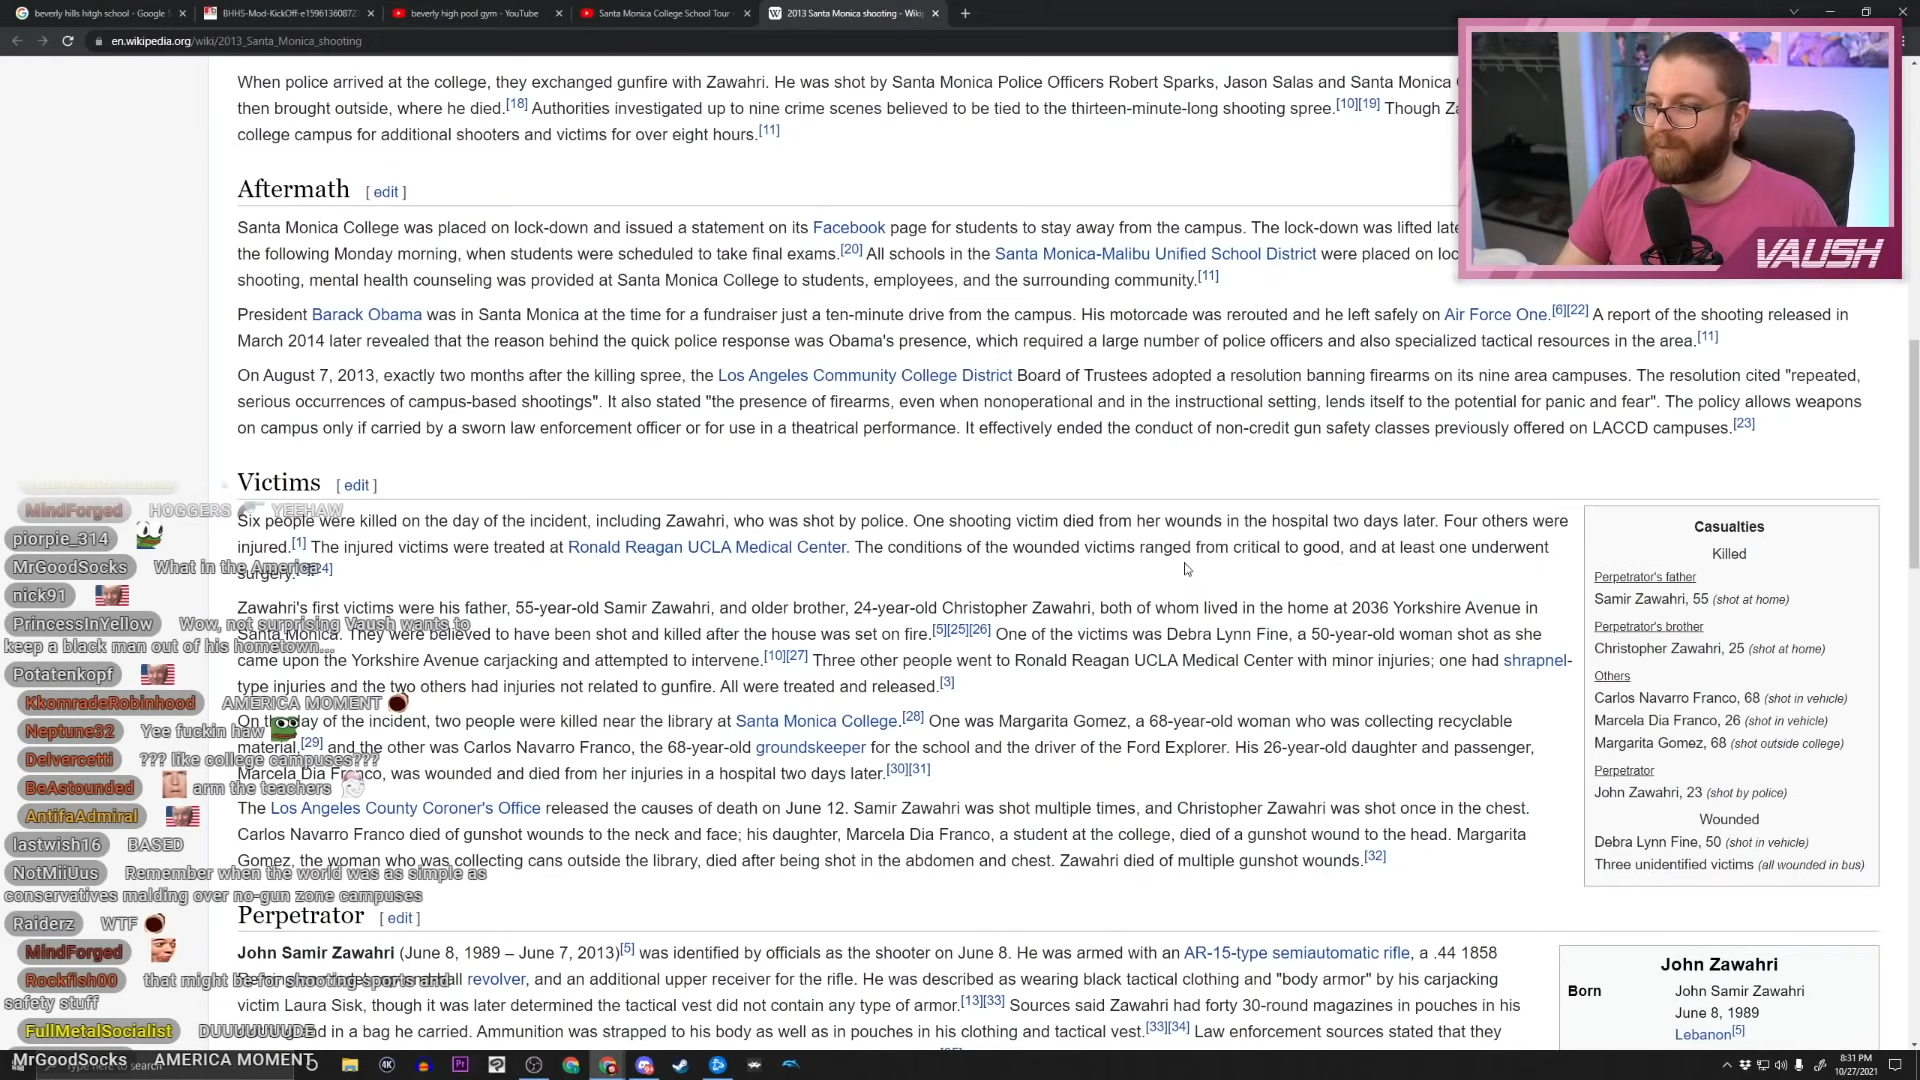 beverly hills hitgh school - Google S
BHHS-Mod-KickOff-e1596136087
beverly high pool gym - YouTube
Santa Monica College School Tour
2013 Santa Monica shooting - Wiki
en.wikipedia.org/wiki/2013_Santa_Monica_shooting
When police arrived at the college, they exchanged gunfire with Zawahri. He was shot by Santa Monica Police Officers Robert Sparks, Jason Salas and Santa Monica
then brought outside, where he died.[18] Authorities investigated up to nine crime scenes believed to be tied to the thirteen-minute-long shooting spree.[10][19] Though Za
college campus for additional shooters and victims for over eight hours.[11]
VAUSH
Aftermath [ edit ]
Santa Monica College was placed on lock-down and issued a statement on its Facebook page for students to stay away from the campus. The lock-down was lifted late
the following Monday morning, when students were scheduled to take final exams.[20] All schools in the Santa Monica-Malibu Unified School District were placed on loc
shooting, mental health counseling was provided at Santa Monica College to students, employees, and the surrounding community.[11]
President Barack Obama was in Santa Monica at the time for a fundraiser just a ten-minute drive from the campus. His motorcade was rerouted and he left safely on Air Force One.[6][22] A report of the shooting released in
March 2014 later revealed that the reason behind the quick police response was Obama's presence, which required a large number of police officers and also specialized tactical resources in the area.[11]
On August 7, 2013, exactly two months after the killing spree, the Los Angeles Community College District Board of Trustees adopted a resolution banning firearms on its nine area campuses. The resolution cited "repeated,
serious occurrences of campus-based shootings". It also stated "the presence of firearms, even when nonoperational and in the instructional setting, lends itself to the potential for panic and fear". The policy allows weapons
on campus only if carried by a sworn law enforcement officer or for use in a theatrical performance. It effectively ended the conduct of non-credit gun safety classes previously offered on LACCD campuses.[23]
Victims [ edit ]
Six people were killed on the day of the incident, including Zawahri, who was shot by police. One shooting victim died from her wounds in the hospital two days later. Four others were
injured.[1] The injured victims were treated at Ronald Reagan UCLA Medical Center. The conditions of the wounded victims ranged from critical to good, and at least one underwent
surgery. 24]
Zawahri's first victims were his father, 55-year-old Samir Zawahri, and older brother, 24-year-old Christopher Zawahri, both of whom lived in the home at 2036 Yorkshire Avenue in
Santa Monica. They were believed to have been shot and killed after the house was set on fire.[5][25][26] One of the victims was Debra Lynn Fine, a 50-year-old woman shot as she
came upon the Yorkshire Avenue carjacking and attempted to intervene.[10][27] Three other people went to Ronald Reagan UCLA Medical Center with minor injuries; one had shrapnel-
type injuries and the two others had injuries not related to gunfire. All were treated and released.[3]
On the day of the incident, two people were killed near the library at Santa Monica College.[28] One was Margarita Gomez, a 68-year-old woman who was collecting recyclable
material,[29] and the other was Carlos Navarro Franco, the 68-year-old groundskeeper for the school and the driver of the Ford Explorer. His 26-year-old daughter and passenger,
Marcela Dia Franco, was wounded and died from her injuries in a hospital two days later.[30][31]
The Los Angeles County Coroner's Office released the causes of death on June 12. Samir Zawahri was shot multiple times, and Christopher Zawahri was shot once in the chest.
Carlos Navarro Franco died of gunshot wounds to the neck and face; his daughter, Marcela Dia Franco, a student at the college, died of a gunshot wound to the head. Margarita
Gomez, the woman who was collecting cans outside the library, died after being shot in the abdomen and chest. Zawahri died of multiple gunshot wounds.[32]
Casualties
Killed
Perpetrator's father
Samir Zawahri, 55 (shot at home)
Perpetrator's brother
Christopher Zawahri, 25 (shot at home)
Others
Carlos Navarro Franco, 68 (shot in vehicle)
Marcela Dia Franco, 26 (shot in vehicle)
Margarita Gomez, 68 (shot outside college)
Perpetrator
John Zawahri, 23 (shot by police)
Wounded
Debra Lynn Fine, 50 (shot in vehicle)
Three unidentified victims (all wounded in bus)
Perpetrator [ edit ]
John Samir Zawahri (June 8, 1989 – June 7, 2013)[5] was identified by officials as the shooter on June 8. He was armed with an AR-15-type semiautomatic rifle, a .44 1858
revolver, and an additional upper receiver for the rifle. He was described as wearing black tactical clothing and "body armor" by his carjacking
victim Laura Sisk, though it was later determined the tactical vest did not contain any type of armor.[13][33] Sources said Zawahri had forty 30-round magazines in pouches in his
and in a bag he carried. Ammunition was strapped to his body as well as in pouches in his clothing and tactical vest.[33][34] Law enforcement sources stated that they
John Zawahri
Born John Samir Zawahri
June 8, 1989
Lebanon[5]
MindForged HOGGERS YEEHAW
piorpie_314
MrGoodSocks What in the America
nick91
PrincessInYellow Wow, not surprising Vaush wants to
keep a black man out of his hometown...
Potatenkopf
KkomradeRobinhood AMERICA MOMENT
Neptune32 Yee fuckin haw
Delvercetti ??? like college campuses???
BeAstounded arm the teachers
AntifaAdmiral
lastwish16 BASED
NotMiiUus Remember when the world was as simple as
conservatives malding over no-gun zone campuses
Raiderz WTF
MindForged
Rockfish00 that might be for shooting sports and
safety stuff
FullMetalSocialist DUUUUUUUDE
MrGoodSocks AMERICA MOMENT
Type here to search
4K
Pr
8:31 PM
10/27/2021